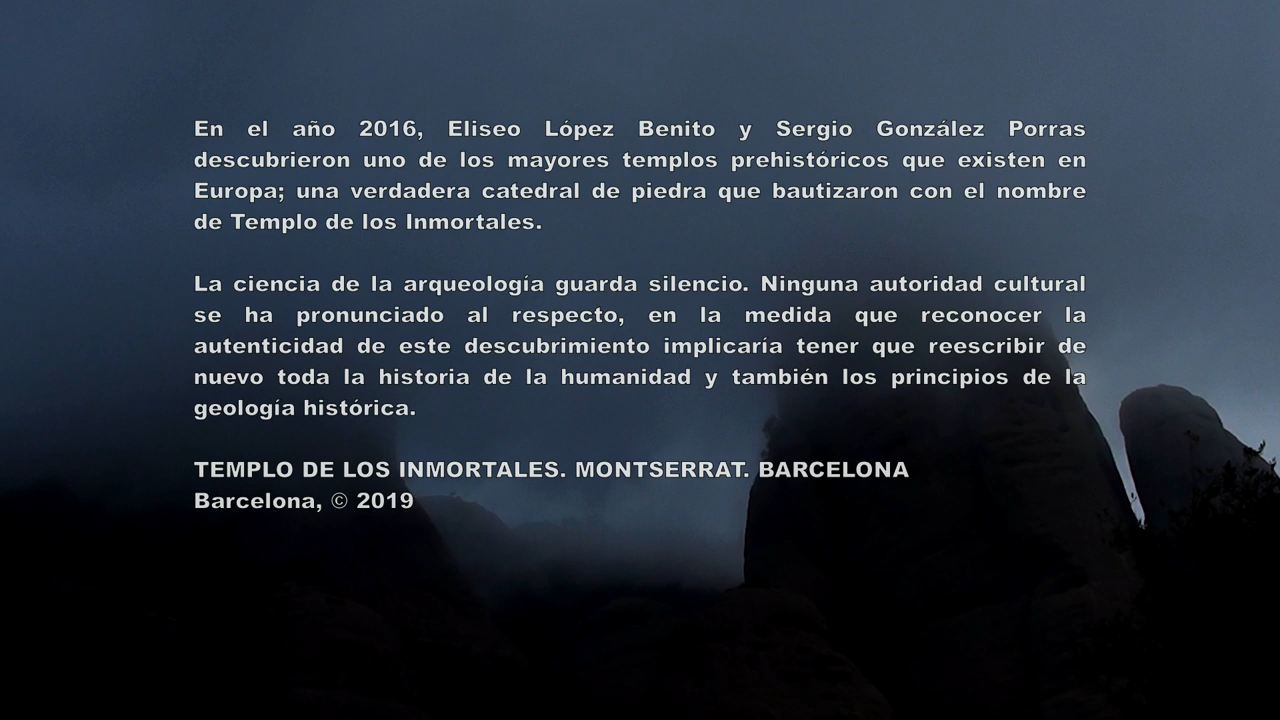 En el año 2016, Eliseo López Benito y Sergio González Porras
descubrieron uno de los mayores templos prehistóricos que existen en
Europa; una verdadera catedral de piedra que bautizaron con el nombre
de Templo de los Inmortales.
La ciencia de la arqueología guarda silencio. Ninguna autoridad cultural
se ha pronunciado al respecto, en la medida que reconocer la
autenticidad de este descubrimiento implicaría tener que reescribir de
nuevo toda la historia de la humanidad y también los principios de la
geología histórica.
TEMPLO DE LOS INMORTALES. MONTSERRAT. BARCELONA
Barcelona, © 2019